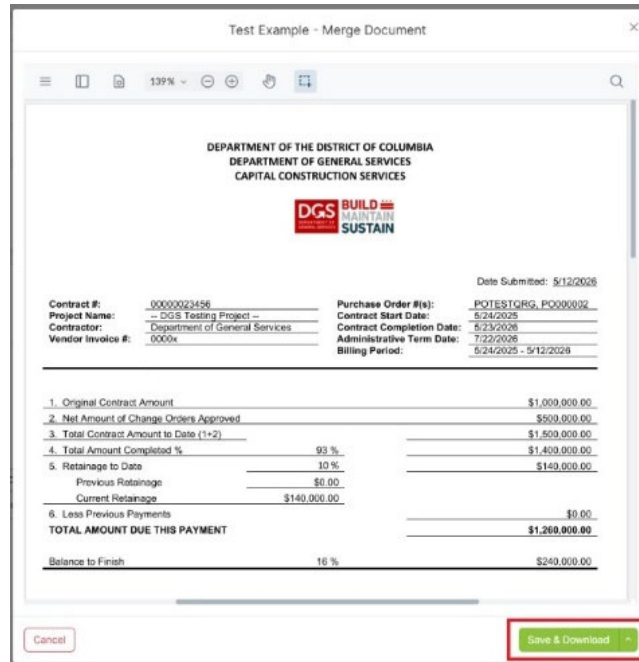 Test Example - Merge Document
139%
DEPARTMENT OF THE DISTRICT OF COLUMBIA
DEPARTMENT OF GENERAL SERVICES
CAPITAL CONSTRUCTION SERVICES
DGS BUILD
MAINTAIN
SUSTAIN
Date Submitted: 5/12/2026
Contract #: 00000023456 Purchase Order #(s): POTESTQRG, PO000002
Project Name: -- DGS Testing Project -- Contract Start Date: 5/24/2025
Contractor: Department of General Services Contract Completion Date: 5/23/2026
Vendor Invoice #: 0000x Administrative Term Date: 7/22/2026
Billing Period: 5/24/2025 - 5/12/2026
1. Original Contract Amount $1,000,000.00
2. Net Amount of Change Orders Approved $500,000.00
3. Total Contract Amount to Date (1+2) $1,500,000.00
4. Total Amount Completed % 93 % $1,400,000.00
5. Retainage to Date 10 % $140,000.00
Previous Retainage $0.00
Current Retainage $140,000.00
6. Less Previous Payments $0.00
TOTAL AMOUNT DUE THIS PAYMENT $1,260,000.00
Balance to Finish 16 % $240,000.00
Cancel Save & Download